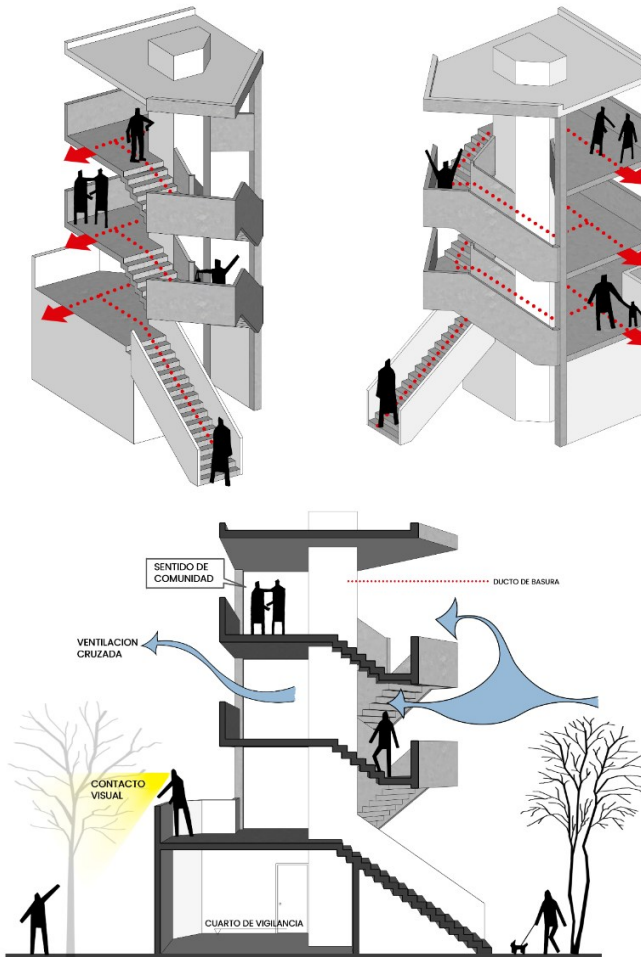 SENTIDO DE
COMUNIDAD
DUCTO DE BASURA
VENTILACION
CRUZADA
CONTACTO
VISUAL
CUARTO DE VIGILANCIA